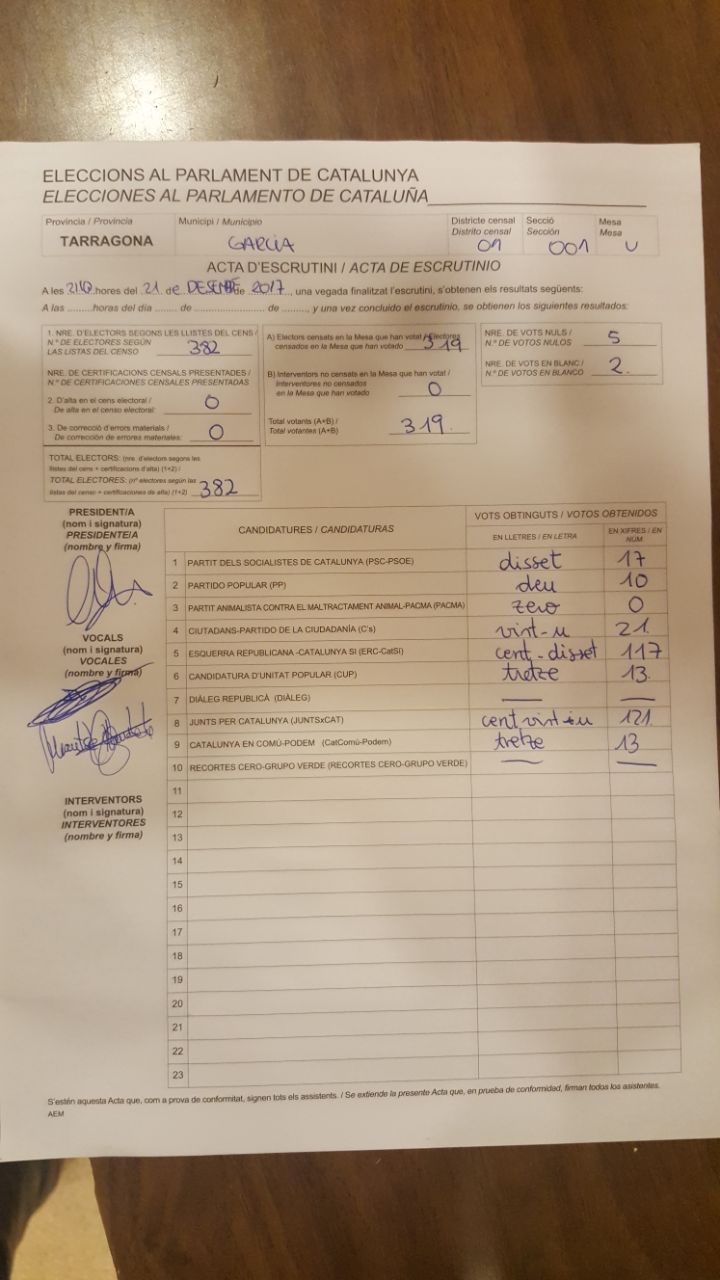 ELECCIONS AL PARLAMENT DE CATALUNYA
ELECCIONES AL PARLAMENTO DE CATALUÑA
Provincia / Provincia
TARRAGONA
Municipi / Municipio
GARCIA
Districte censal
Distrito censal
01
Secció
Sección
001
Mesa
Mesa
U
ACTA D'ESCRUTINI / ACTA DE ESCRUTINIO
A les hores del 21 de DESEMBRE de 2017, una vegada finalitzat l'escrutini, s'obtenen els resultats següents:
A las .........horas del día ........ de .......................... de ........, y una vez concluido el escrutinio, se obtienen los siguientes resultados:
1. NRE. D'ELECTORS SEGONS LES LLISTES DEL CENS /
N.º DE ELECTORES SEGÚN
LAS LISTAS DEL CENSO 382
NRE. DE CERTIFICACIONS CENSALS PRESENTADES /
N.º DE CERTIFICACIONES CENSALES PRESENTADAS
2. D'alta en el cens electoral /
De alta en el censo electoral: 0
3. De correcció d'errors materials /
De corrección de errores materiales: 0
TOTAL ELECTORS: (nre. d'electors segons les
llistes del cens + certificacions d'alta) (1+2) /
TOTAL ELECTORES: (nº electores según las
listas del censo + certificaciones de alta) (1+2) 382
A) Electors censats en la Mesa que han votat / Electores
censados en la Mesa que han votado 319
B) Interventors no censats en la Mesa que han votat /
Interventores no censados
en la Mesa que han votado 0
Total votants (A+B) /
Total votantes (A+B) 319.
NRE. DE VOTS NULS /
N.º DE VOTOS NULOS 5
NRE. DE VOTS EN BLANC /
N.º DE VOTOS EN BLANCO 2.
PRESIDENT/A
(nom i signatura)
PRESIDENTE/A
(nombre y firma)
VOCALS
(nom i signatura)
VOCALES
(nombre y firma)
INTERVENTORS
(nom i signatura)
INTERVENTORES
(nombre y firma)
CANDIDATURES / CANDIDATURAS
VOTS OBTINGUTS / VOTOS OBTENIDOS
EN LLETRES / EN LETRA
EN XIFRES / EN NÚM
1 PARTIT DELS SOCIALISTES DE CATALUNYA (PSC-PSOE) disset 17
2 PARTIDO POPULAR (PP) deu 10
3 PARTIT ANIMALISTA CONTRA EL MALTRACTAMENT ANIMAL-PACMA (PACMA) zero 0
4 CIUTADANS-PARTIDO DE LA CIUDADANÍA (C's) vint-u 21.
5 ESQUERRA REPUBLICANA -CATALUNYA SI (ERC-CatSI) cent-disset 117
6 CANDIDATURA D'UNITAT POPULAR (CUP) tretze 13.
7 DIÀLEG REPUBLICÀ (DIÀLEG) — —
8 JUNTS PER CATALUNYA (JUNTSxCAT) cent vint-i-u 121.
9 CATALUNYA EN COMÚ-PODEM (CatComú-Podem) tretze 13
10 RECORTES CERO-GRUPO VERDE (RECORTES CERO-GRUPO VERDE) — —
11
12
13
14
15
16
17
18
19
20
21
22
23
S'estén aquesta Acta que, com a prova de conformitat, signen tots els assistents. / Se extiende la presente Acta que, en prueba de conformidad, firman todos los asistentes.
AEM